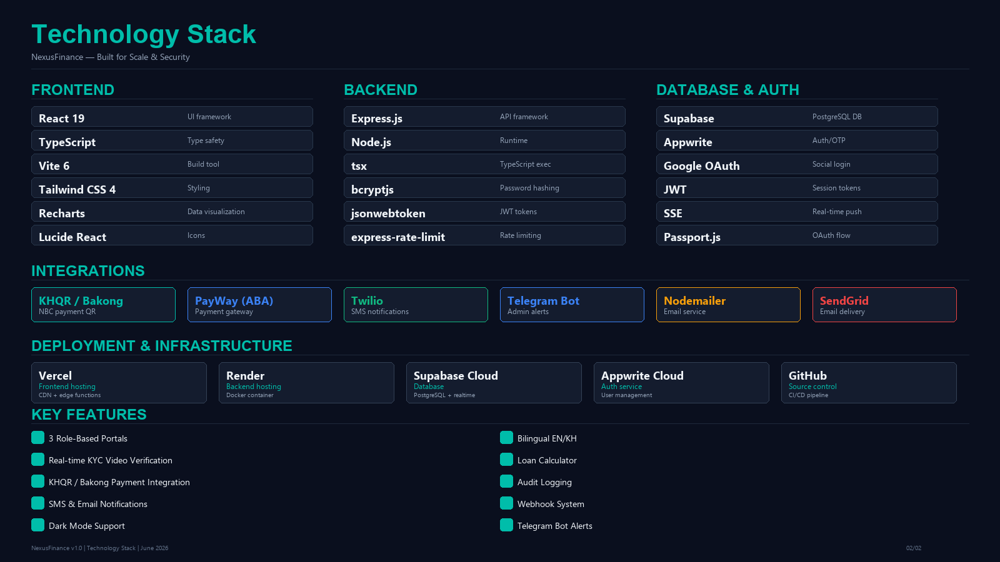 Technology Stack
NexusFinance — Built for Scale & Security
FRONTEND
React 19 UI framework
TypeScript Type safety
Vite 6 Build tool
Tailwind CSS 4 Styling
Recharts Data visualization
Lucide React Icons
BACKEND
Express.js API framework
Node.js Runtime
tsx TypeScript exec
bcryptjs Password hashing
jsonwebtoken JWT tokens
express-rate-limit Rate limiting
DATABASE & AUTH
Supabase PostgreSQL DB
Appwrite Auth/OTP
Google OAuth Social login
JWT Session tokens
SSE Real-time push
Passport.js OAuth flow
INTEGRATIONS
KHQR / Bakong
NBC payment QR
PayWay (ABA)
Payment gateway
Twilio
SMS notifications
Telegram Bot
Admin alerts
Nodemailer
Email service
SendGrid
Email delivery
DEPLOYMENT & INFRASTRUCTURE
Vercel
Frontend hosting
CDN + edge functions
Render
Backend hosting
Docker container
Supabase Cloud
Database
PostgreSQL + realtime
Appwrite Cloud
Auth service
User management
GitHub
Source control
CI/CD pipeline
KEY FEATURES
3 Role-Based Portals
Real-time KYC Video Verification
KHQR / Bakong Payment Integration
SMS & Email Notifications
Dark Mode Support
Bilingual EN/KH
Loan Calculator
Audit Logging
Webhook System
Telegram Bot Alerts
NexusFinance v1.0 | Technology Stack | June 2026
02/02